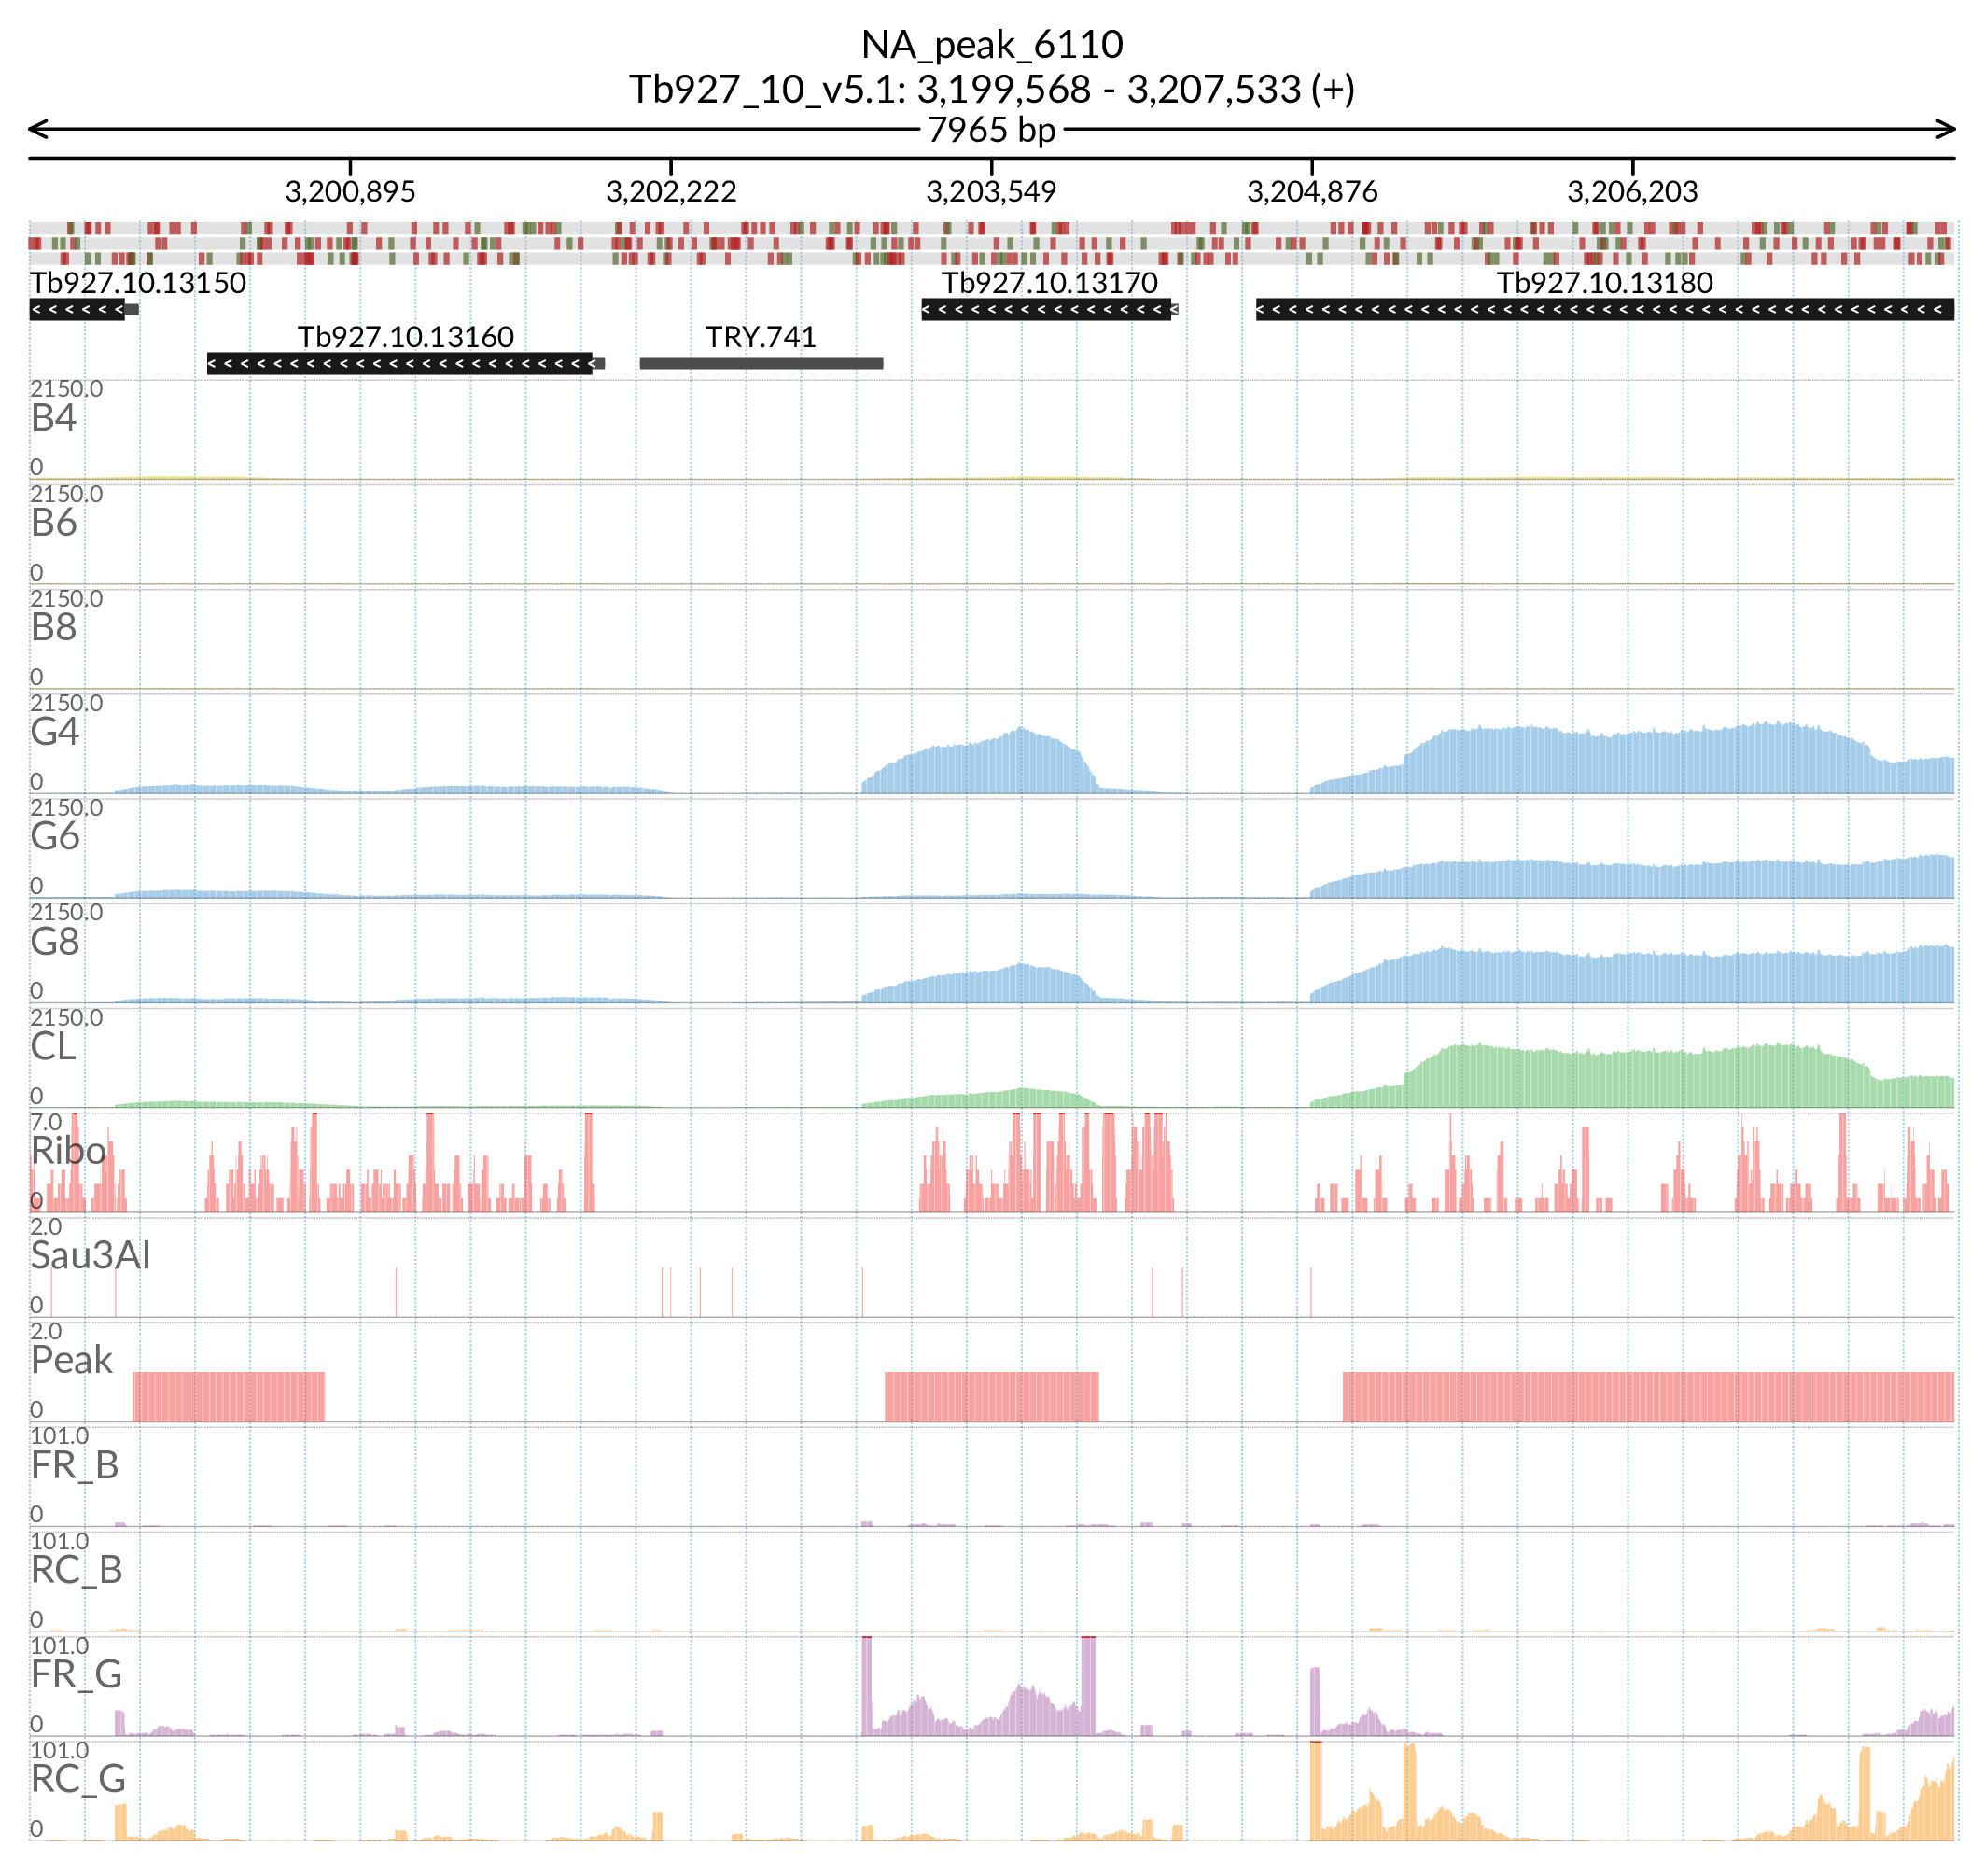 NA_peak_6110
Tb927_10_v5.1: 3,199,568 - 3,207,533 (+)
7965 bp
3,200,895 3,202,222 3,203,549 3,204,876 3,206,203
Tb927.10.13150 Tb927.10.13170 Tb927.10.13180
Tb927.10.13160 TRY.741
2150.0
B4
0
2150.0
B6
0
2150.0
B8
0
2150.0
G4
0
2150.0
G6
0
2150.0
G8
0
2150.0
CL
0
7.0
Ribo
0
2.0
Sau3AI
0
2.0
Peak
0
101.0
FR_B
0
101.0
RC_B
0
101.0
FR_G
0
101.0
RC_G
0